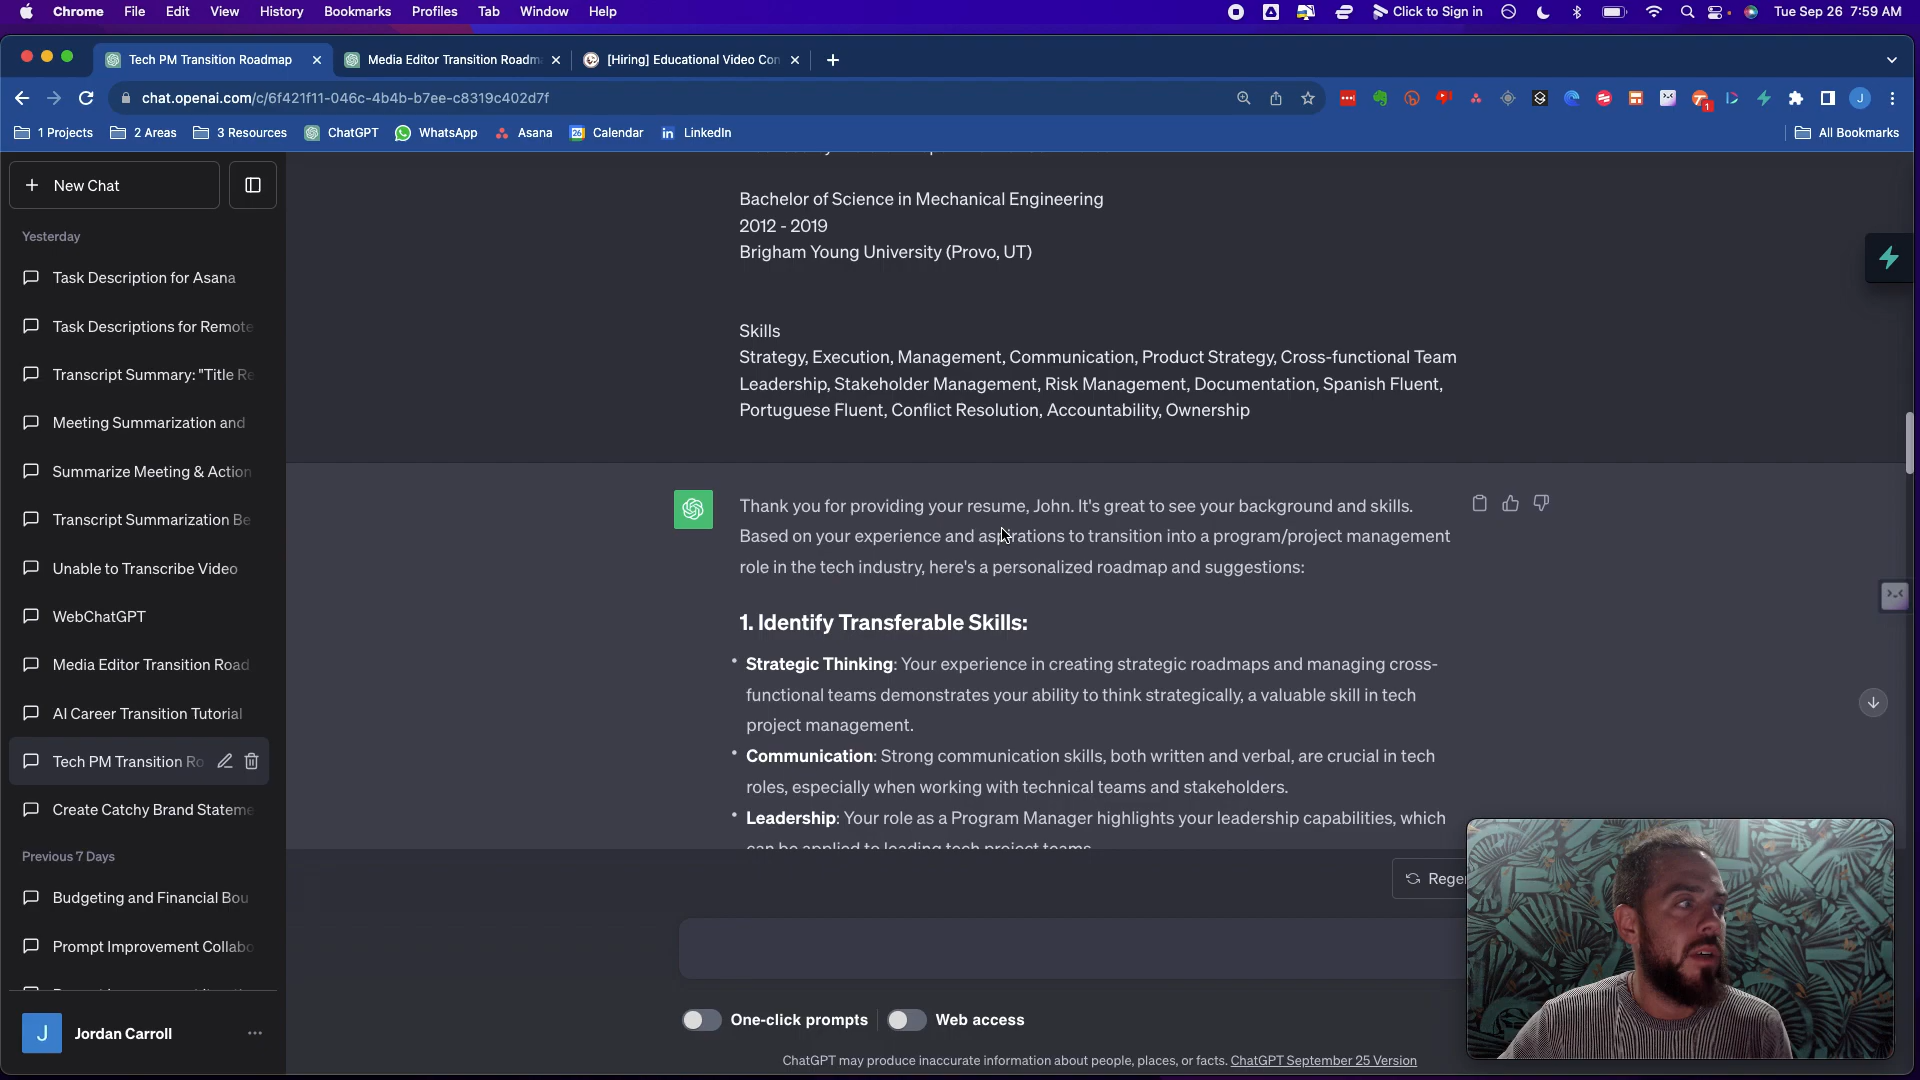 Chrome File Edit View History Bookmarks Profiles Tab Window Help
Click to Sign in
Tue Sep 26 7:59 AM
Tech PM Transition Roadmap
Media Editor Transition Roadm
[Hiring] Educational Video Con
chat.openai.com/c/6f421f11-046c-4b4b-b7ee-c8319c402d7f
1 Projects 2 Areas 3 Resources ChatGPT WhatsApp Asana 26 Calendar LinkedIn
All Bookmarks
+ New Chat
Yesterday
Task Description for Asana
Task Descriptions for Remote
Transcript Summary: "Title Re
Meeting Summarization and
Summarize Meeting & Action
Transcript Summarization Be
Unable to Transcribe Video
WebChatGPT
Media Editor Transition Road
AI Career Transition Tutorial
Tech PM Transition Ro
Create Catchy Brand Stateme
Previous 7 Days
Budgeting and Financial Bou
Prompt Improvement Collabo
J Jordan Carroll
Bachelor of Science in Mechanical Engineering
2012 - 2019
Brigham Young University (Provo, UT)
Skills
Strategy, Execution, Management, Communication, Product Strategy, Cross-functional Team
Leadership, Stakeholder Management, Risk Management, Documentation, Spanish Fluent,
Portuguese Fluent, Conflict Resolution, Accountability, Ownership
Thank you for providing your resume, John. It's great to see your background and skills.
Based on your experience and aspirations to transition into a program/project management
role in the tech industry, here's a personalized roadmap and suggestions:
1. Identify Transferable Skills:
• Strategic Thinking: Your experience in creating strategic roadmaps and managing cross-
functional teams demonstrates your ability to think strategically, a valuable skill in tech
project management.
• Communication: Strong communication skills, both written and verbal, are crucial in tech
roles, especially when working with technical teams and stakeholders.
• Leadership: Your role as a Program Manager highlights your leadership capabilities, which
can be applied to leading tech project teams.
Reger
One-click prompts
Web access
ChatGPT may produce inaccurate information about people, places, or facts. ChatGPT September 25 Version